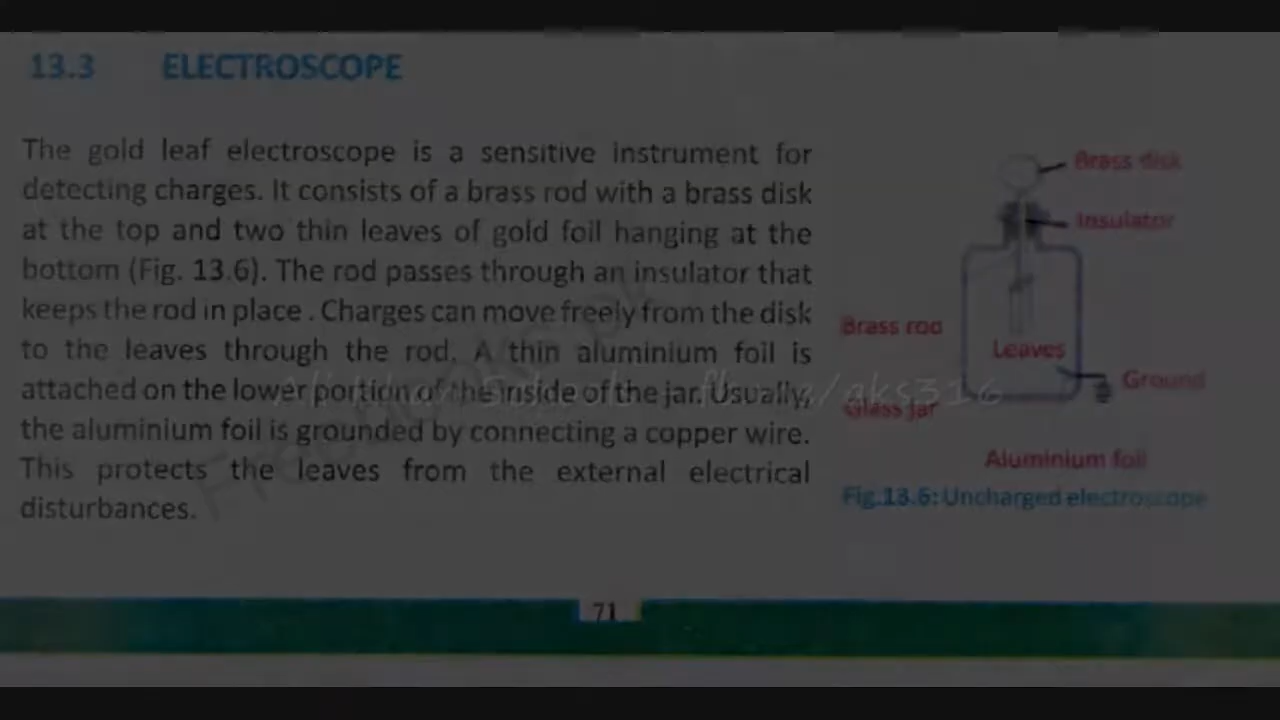 13.3 ELECTROSCOPE
The gold leaf electroscope is a sensitive instrument for
detecting charges. It consists of a brass rod with a brass disk
at the top and two thin leaves of gold foil hanging at the
bottom (Fig. 13.6). The rod passes through an insulator that
keeps the rod in place . Charges can move freely from the disk
to the leaves through the rod. A thin aluminium foil is
attached on the lower portion of the inside of the jar. Usually,
the aluminium foil is grounded by connecting a copper wire.
This protects the leaves from the external electrical
disturbances.
Brass disk
Insulator
Brass rod
Leaves
Ground
Glass jar
Aluminium foil
Fig.13.6: Uncharged electroscope
71